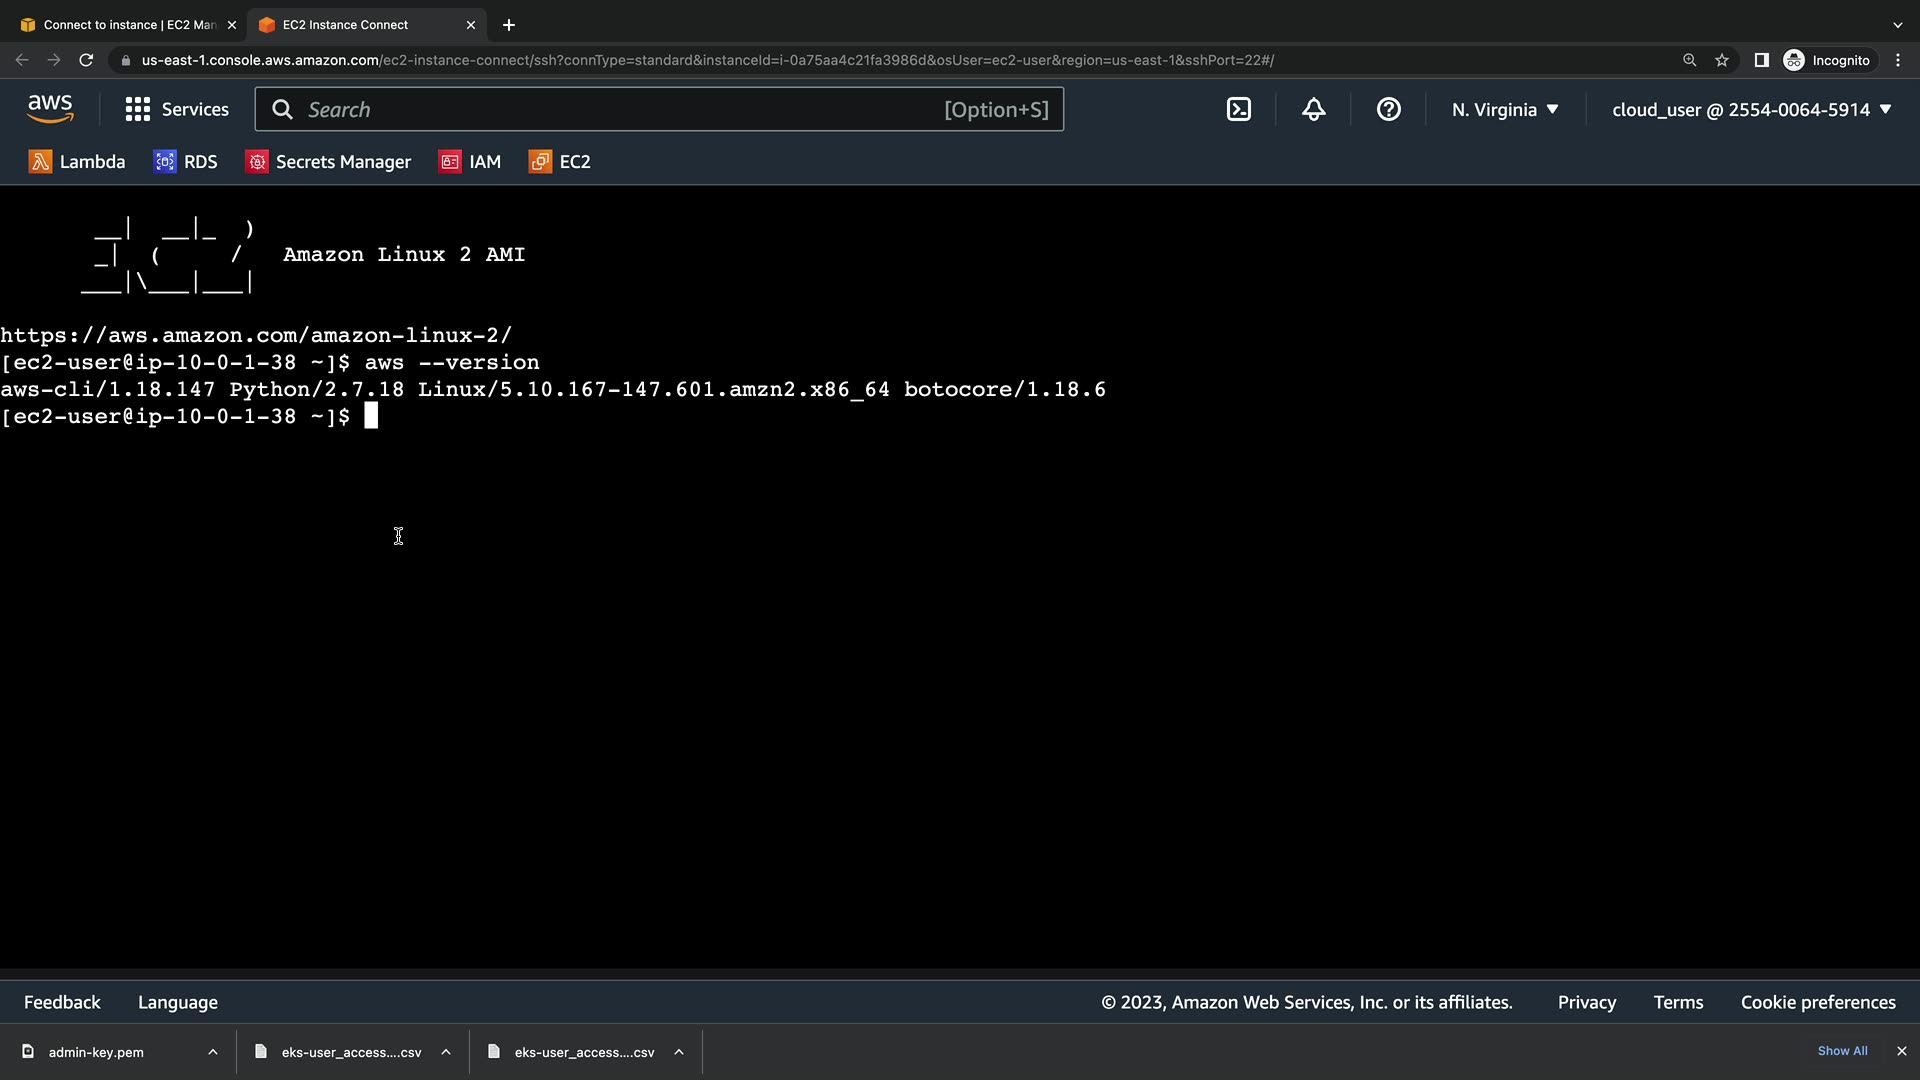 Connect to instance | EC2 Man
EC2 Instance Connect
us-east-1.console.aws.amazon.com/ec2-instance-connect/ssh?connType=standard&instanceId=i-0a75aa4c21fa3986d&osUser=ec2-user&region=us-east-1&sshPort=22#/
Incognito
aws
Services
Search
[Option+S]
N. Virginia
cloud_user @ 2554-0064-5914
Lambda
RDS
Secrets Manager
IAM
EC2
       __|  __|_  )
       _|  (     /   Amazon Linux 2 AMI
      ___|\___|___|
https://aws.amazon.com/amazon-linux-2/
[ec2-user@ip-10-0-1-38 ~]$ aws --version
aws-cli/1.18.147 Python/2.7.18 Linux/5.10.167-147.601.amzn2.x86_64 botocore/1.18.6
[ec2-user@ip-10-0-1-38 ~]$
Feedback
Language
© 2023, Amazon Web Services, Inc. or its affiliates.
Privacy
Terms
Cookie preferences
admin-key.pem
eks-user_access....csv
eks-user_access....csv
Show All